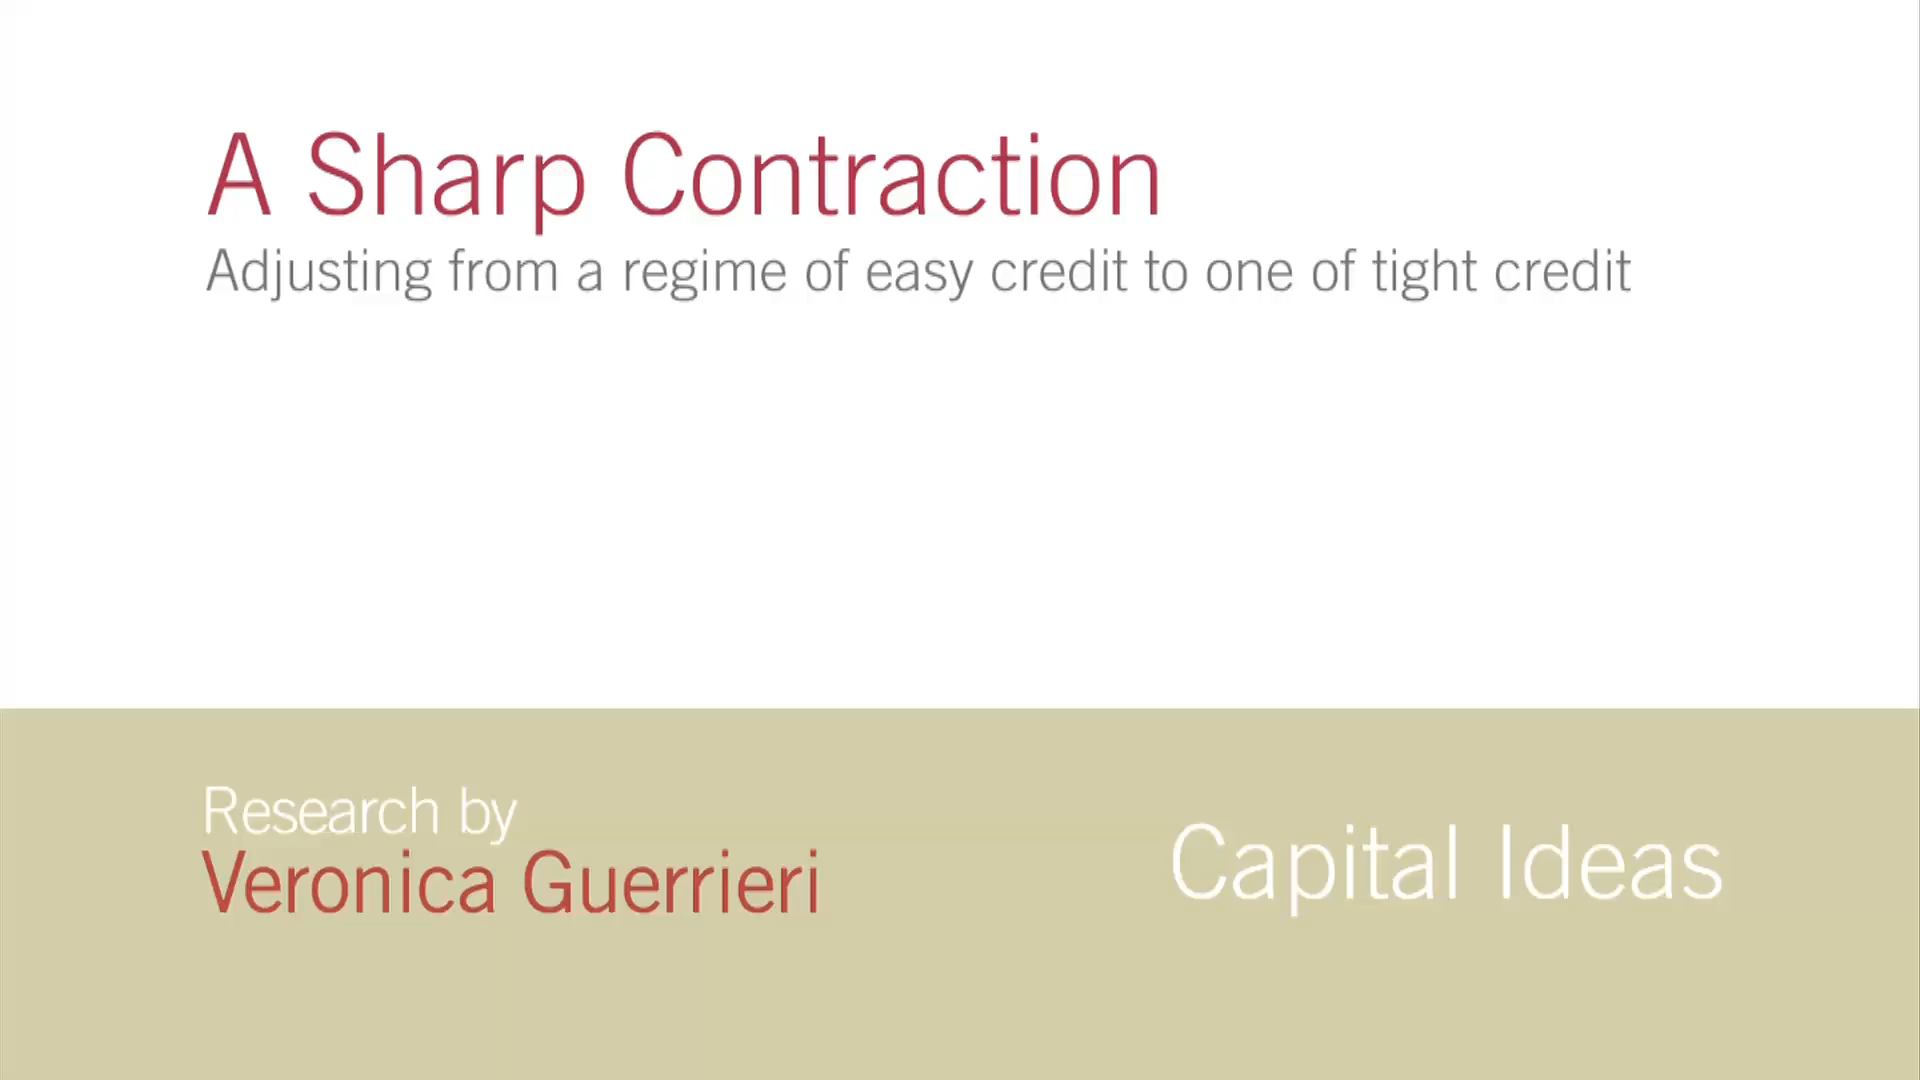 A Sharp Contraction
Adjusting from a regime of easy credit to one of tight credit
Research by
Veronica Guerrieri
Capital Ideas